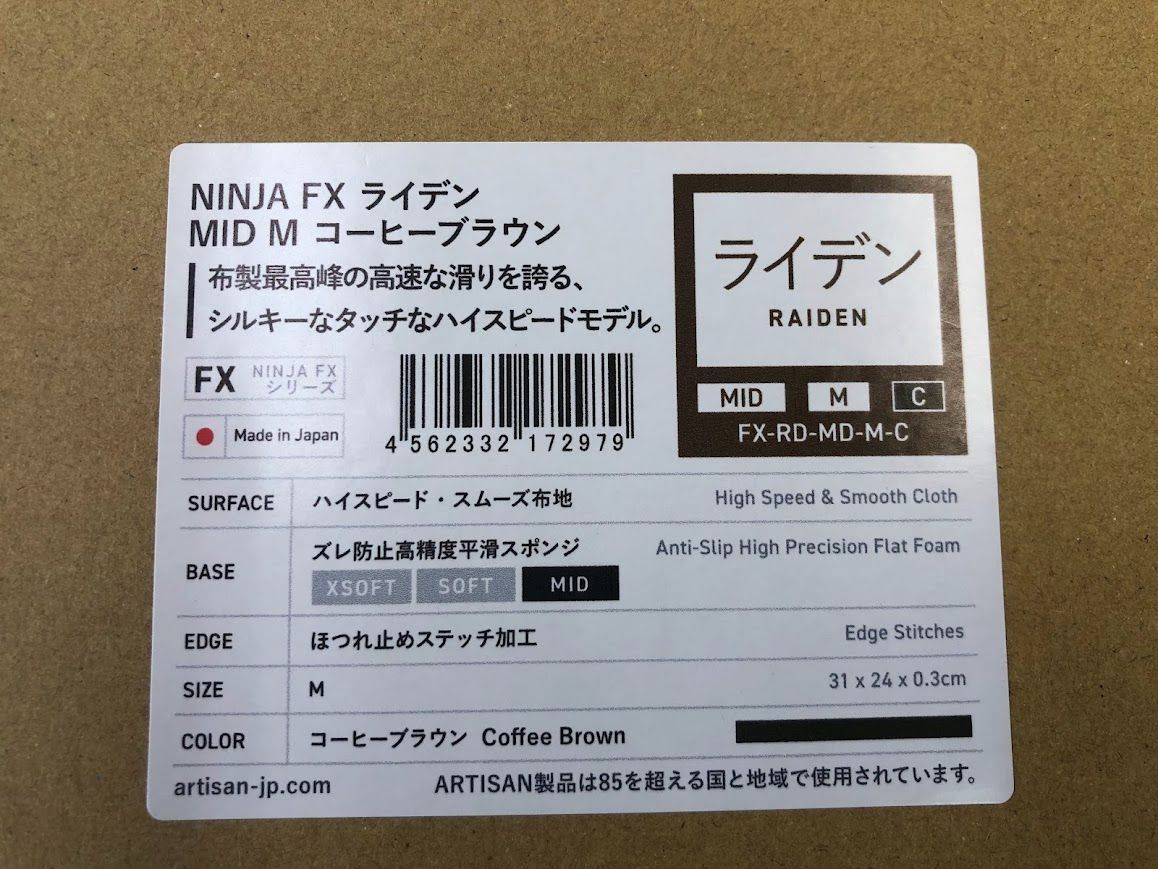 NINJA FX ライデン
MID M コーヒーブラウン
布製最高峰の高速な滑りを誇る、
シルキーなタッチなハイスピードモデル。
ライデン
RAIDEN
MID M C
FX-RD-MD-M-C
FX NINJA FX
シリーズ
Made in Japan
4 562332 172979
SURFACE ハイスピード・スムーズ布地 High Speed & Smooth Cloth
BASE ズレ防止高精度平滑スポンジ Anti-Slip High Precision Flat Foam
XSOFT SOFT MID
EDGE ほつれ止めステッチ加工 Edge Stitches
SIZE M 31 x 24 x 0.3cm
COLOR コーヒーブラウン Coffee Brown
artisan-jp.com ARTISAN製品は85を超える国と地域で使用されています。